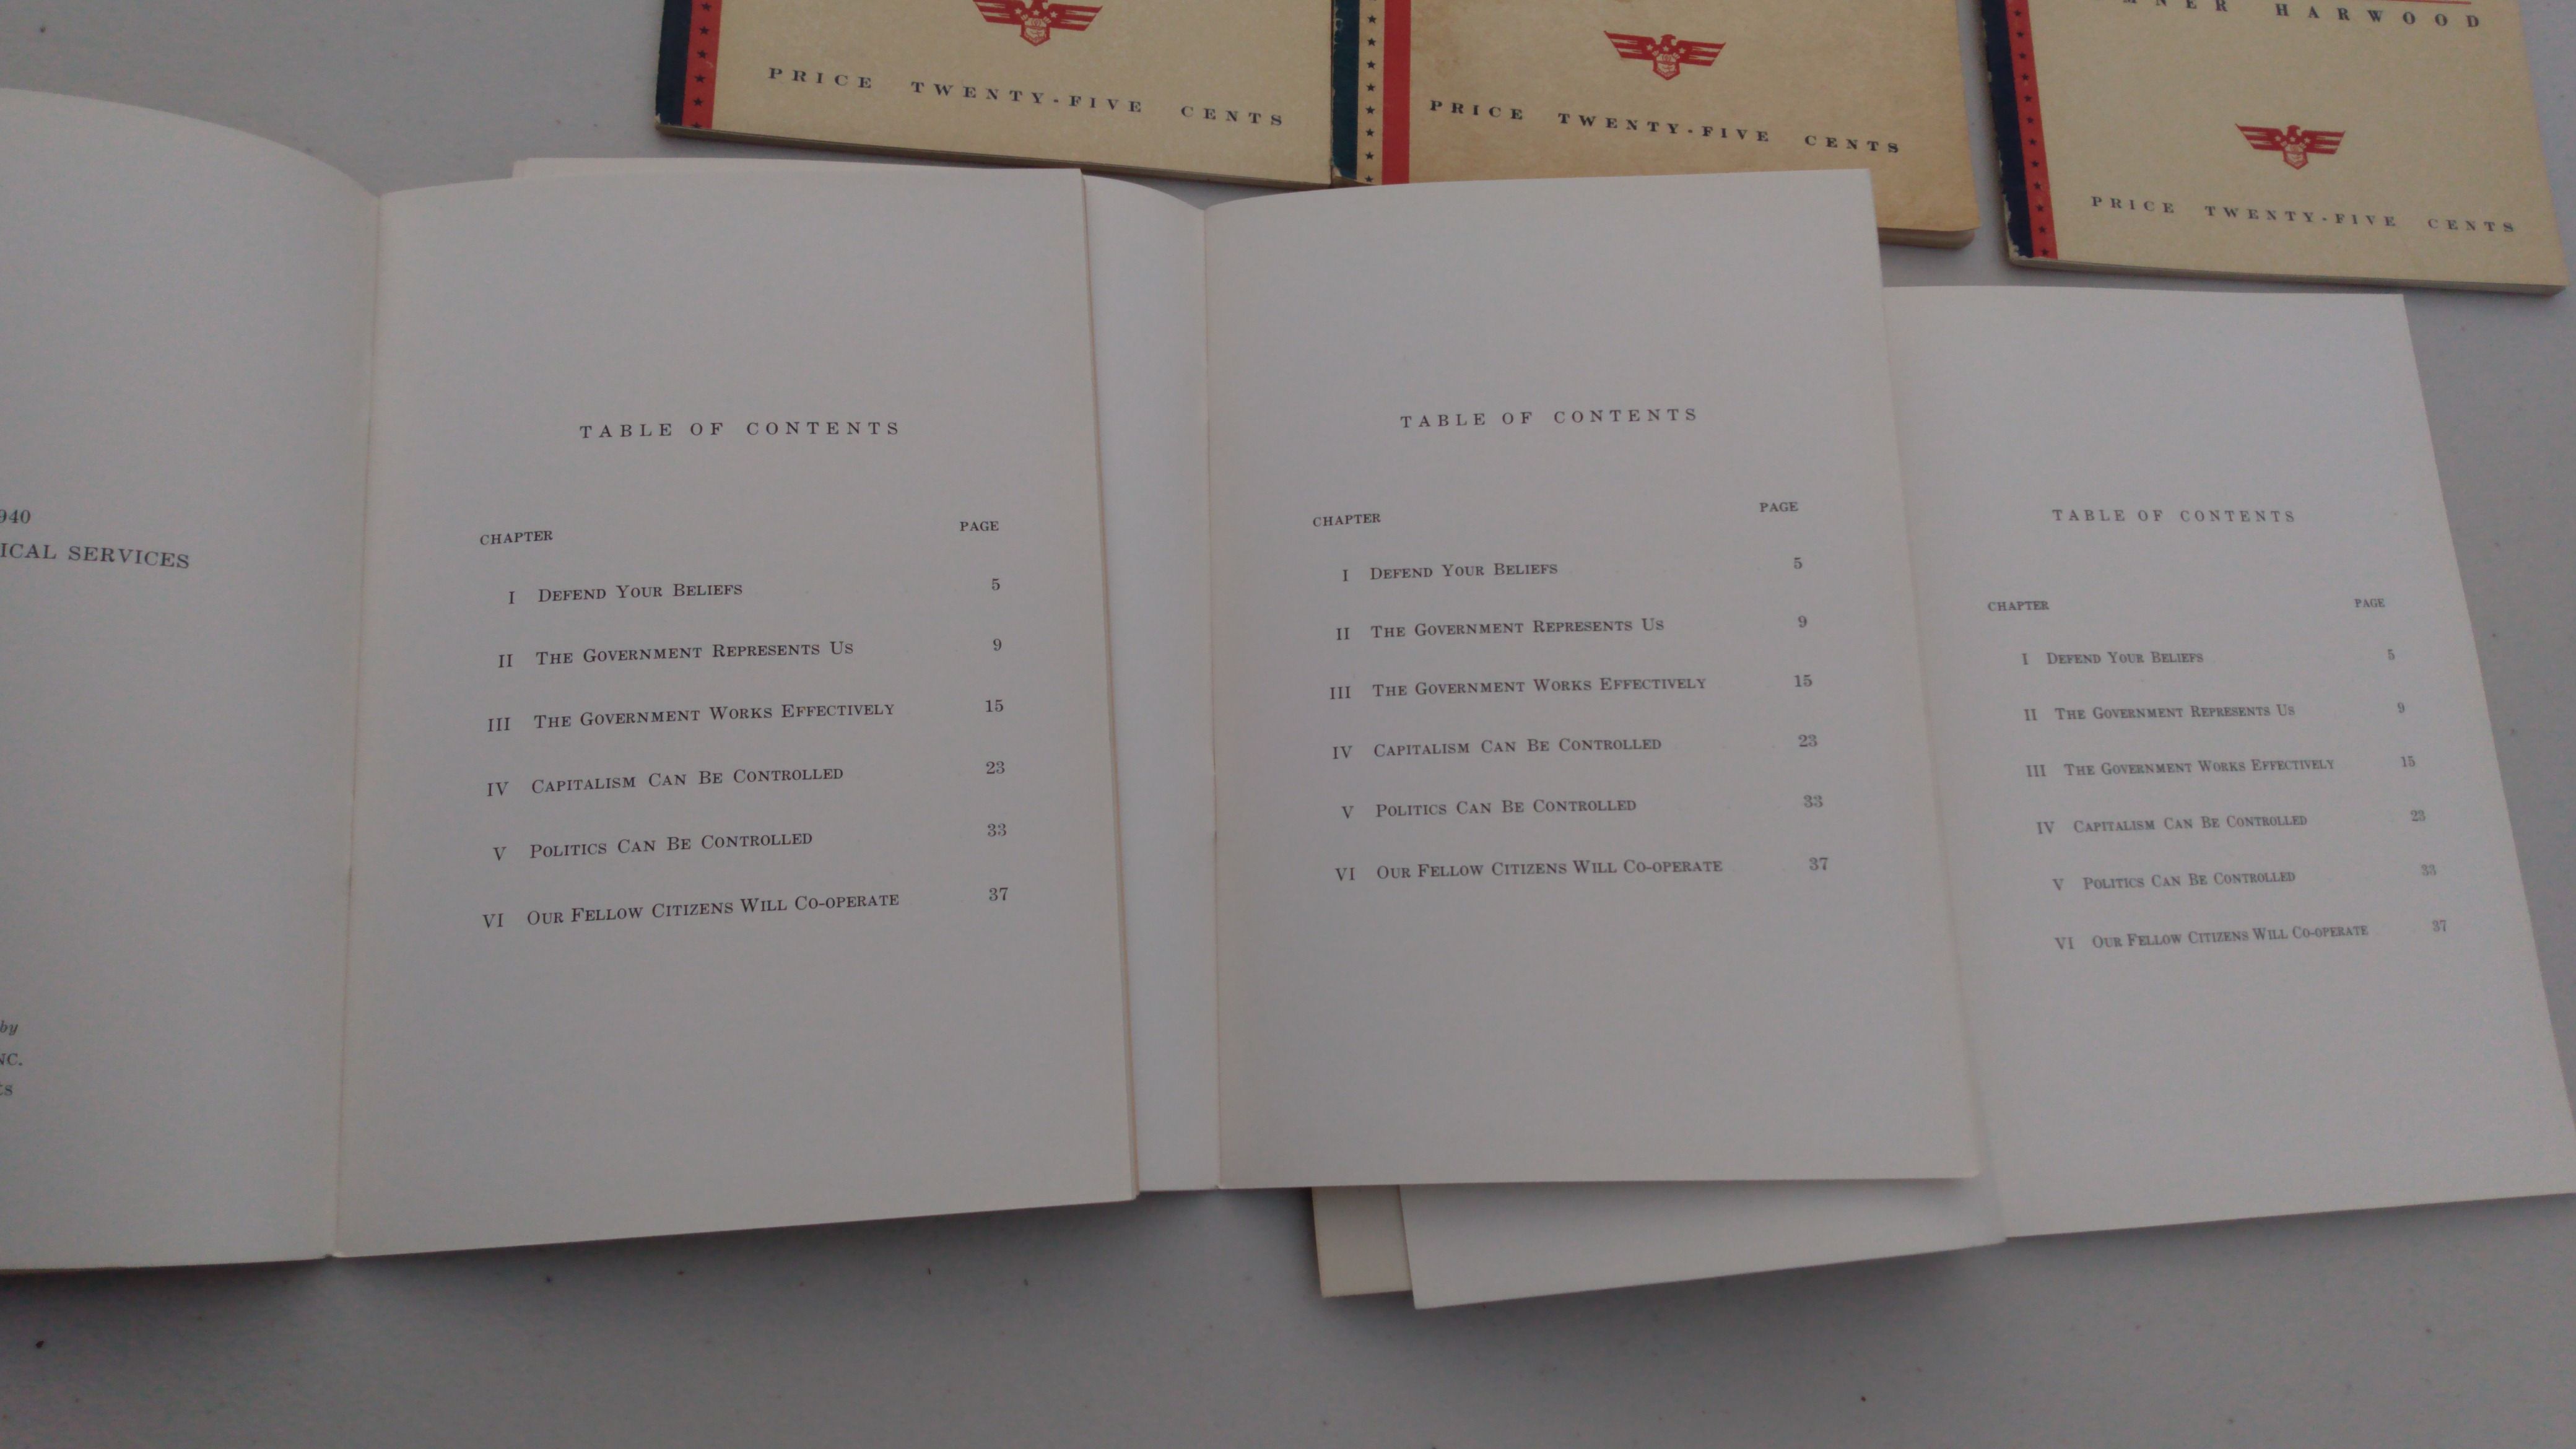 PRICE TWENTY-FIVE CENTS
PRICE TWENTY-FIVE CENTS
HARWOOD
PRICE TWENTY-FIVE CENTS
940
ICAL SERVICES
by
NC.
TABLE OF CONTENTS
CHAPTER PAGE
I DEFEND YOUR BELIEFS 5
II THE GOVERNMENT REPRESENTS US 9
III THE GOVERNMENT WORKS EFFECTIVELY 15
IV CAPITALISM CAN BE CONTROLLED 23
V POLITICS CAN BE CONTROLLED 33
VI OUR FELLOW CITIZENS WILL CO-OPERATE 37
TABLE OF CONTENTS
CHAPTER PAGE
I DEFEND YOUR BELIEFS 5
II THE GOVERNMENT REPRESENTS US 9
III THE GOVERNMENT WORKS EFFECTIVELY 15
IV CAPITALISM CAN BE CONTROLLED 23
V POLITICS CAN BE CONTROLLED 33
VI OUR FELLOW CITIZENS WILL CO-OPERATE 37
TABLE OF CONTENTS
CHAPTER PAGE
I DEFEND YOUR BELIEFS 5
II THE GOVERNMENT REPRESENTS US 9
III THE GOVERNMENT WORKS EFFECTIVELY 15
IV CAPITALISM CAN BE CONTROLLED 23
V POLITICS CAN BE CONTROLLED 33
VI OUR FELLOW CITIZENS WILL CO-OPERATE 37